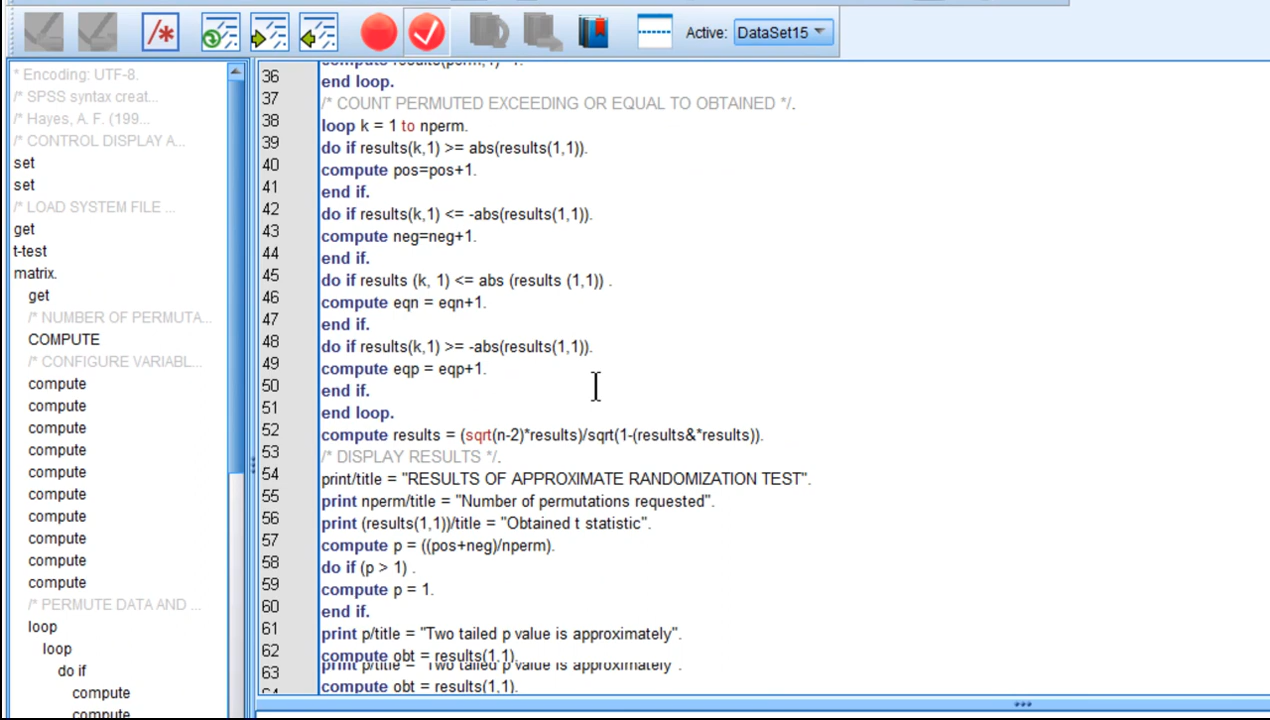 Active: DataSet15
* Encoding: UTF-8.
/* SPSS syntax creat...
/* Hayes, A. F. (199...
/* CONTROL DISPLAY A...
set
set
/* LOAD SYSTEM FILE ...
get
t-test
matrix.
get
/* NUMBER OF PERMUTA...
COMPUTE
/* CONFIGURE VARIABL...
compute
compute
compute
compute
compute
compute
compute
compute
compute
compute
/* PERMUTE DATA AND ...
loop
loop
do if
compute
compute
36
37 end loop.
38 /* COUNT PERMUTED EXCEEDING OR EQUAL TO OBTAINED */.
39 loop k = 1 to nperm.
40 do if results(k,1) >= abs(results(1,1)).
41 compute pos=pos+1.
42 end if.
43 do if results(k,1) <= -abs(results(1,1)).
44 compute neg=neg+1.
45 end if.
46 do if results (k, 1) <= abs (results (1,1)) .
47 compute eqn = eqn+1.
48 end if.
49 do if results(k,1) >= -abs(results(1,1)).
50 compute eqp = eqp+1.
51 end if.
52 end loop.
53 compute results = (sqrt(n-2)*results)/sqrt(1-(results&*results)).
54 /* DISPLAY RESULTS */.
55 print/title = "RESULTS OF APPROXIMATE RANDOMIZATION TEST".
56 print nperm/title = "Number of permutations requested".
57 print (results(1,1))/title = "Obtained t statistic".
58 compute p = ((pos+neg)/nperm).
59 do if (p > 1) .
60 compute p = 1.
61 end if.
62 print p/title = "Two tailed p value is approximately".
63 compute obt = results(1,1).
print p/title = "Two tailed p value is approximately".
compute obt = results(1,1).